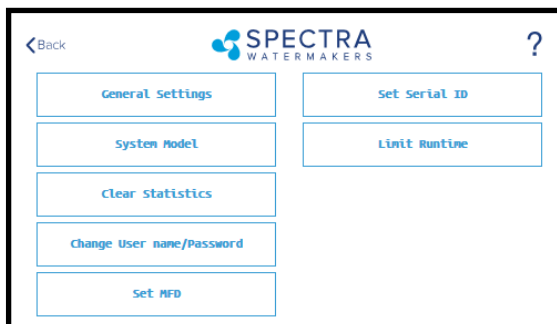 Back
SPECTRA
WATERMAKERS
?
General Settings
Set Serial ID
System Model
Limit Runtime
Clear Statistics
Change User name/Password
Set MFD